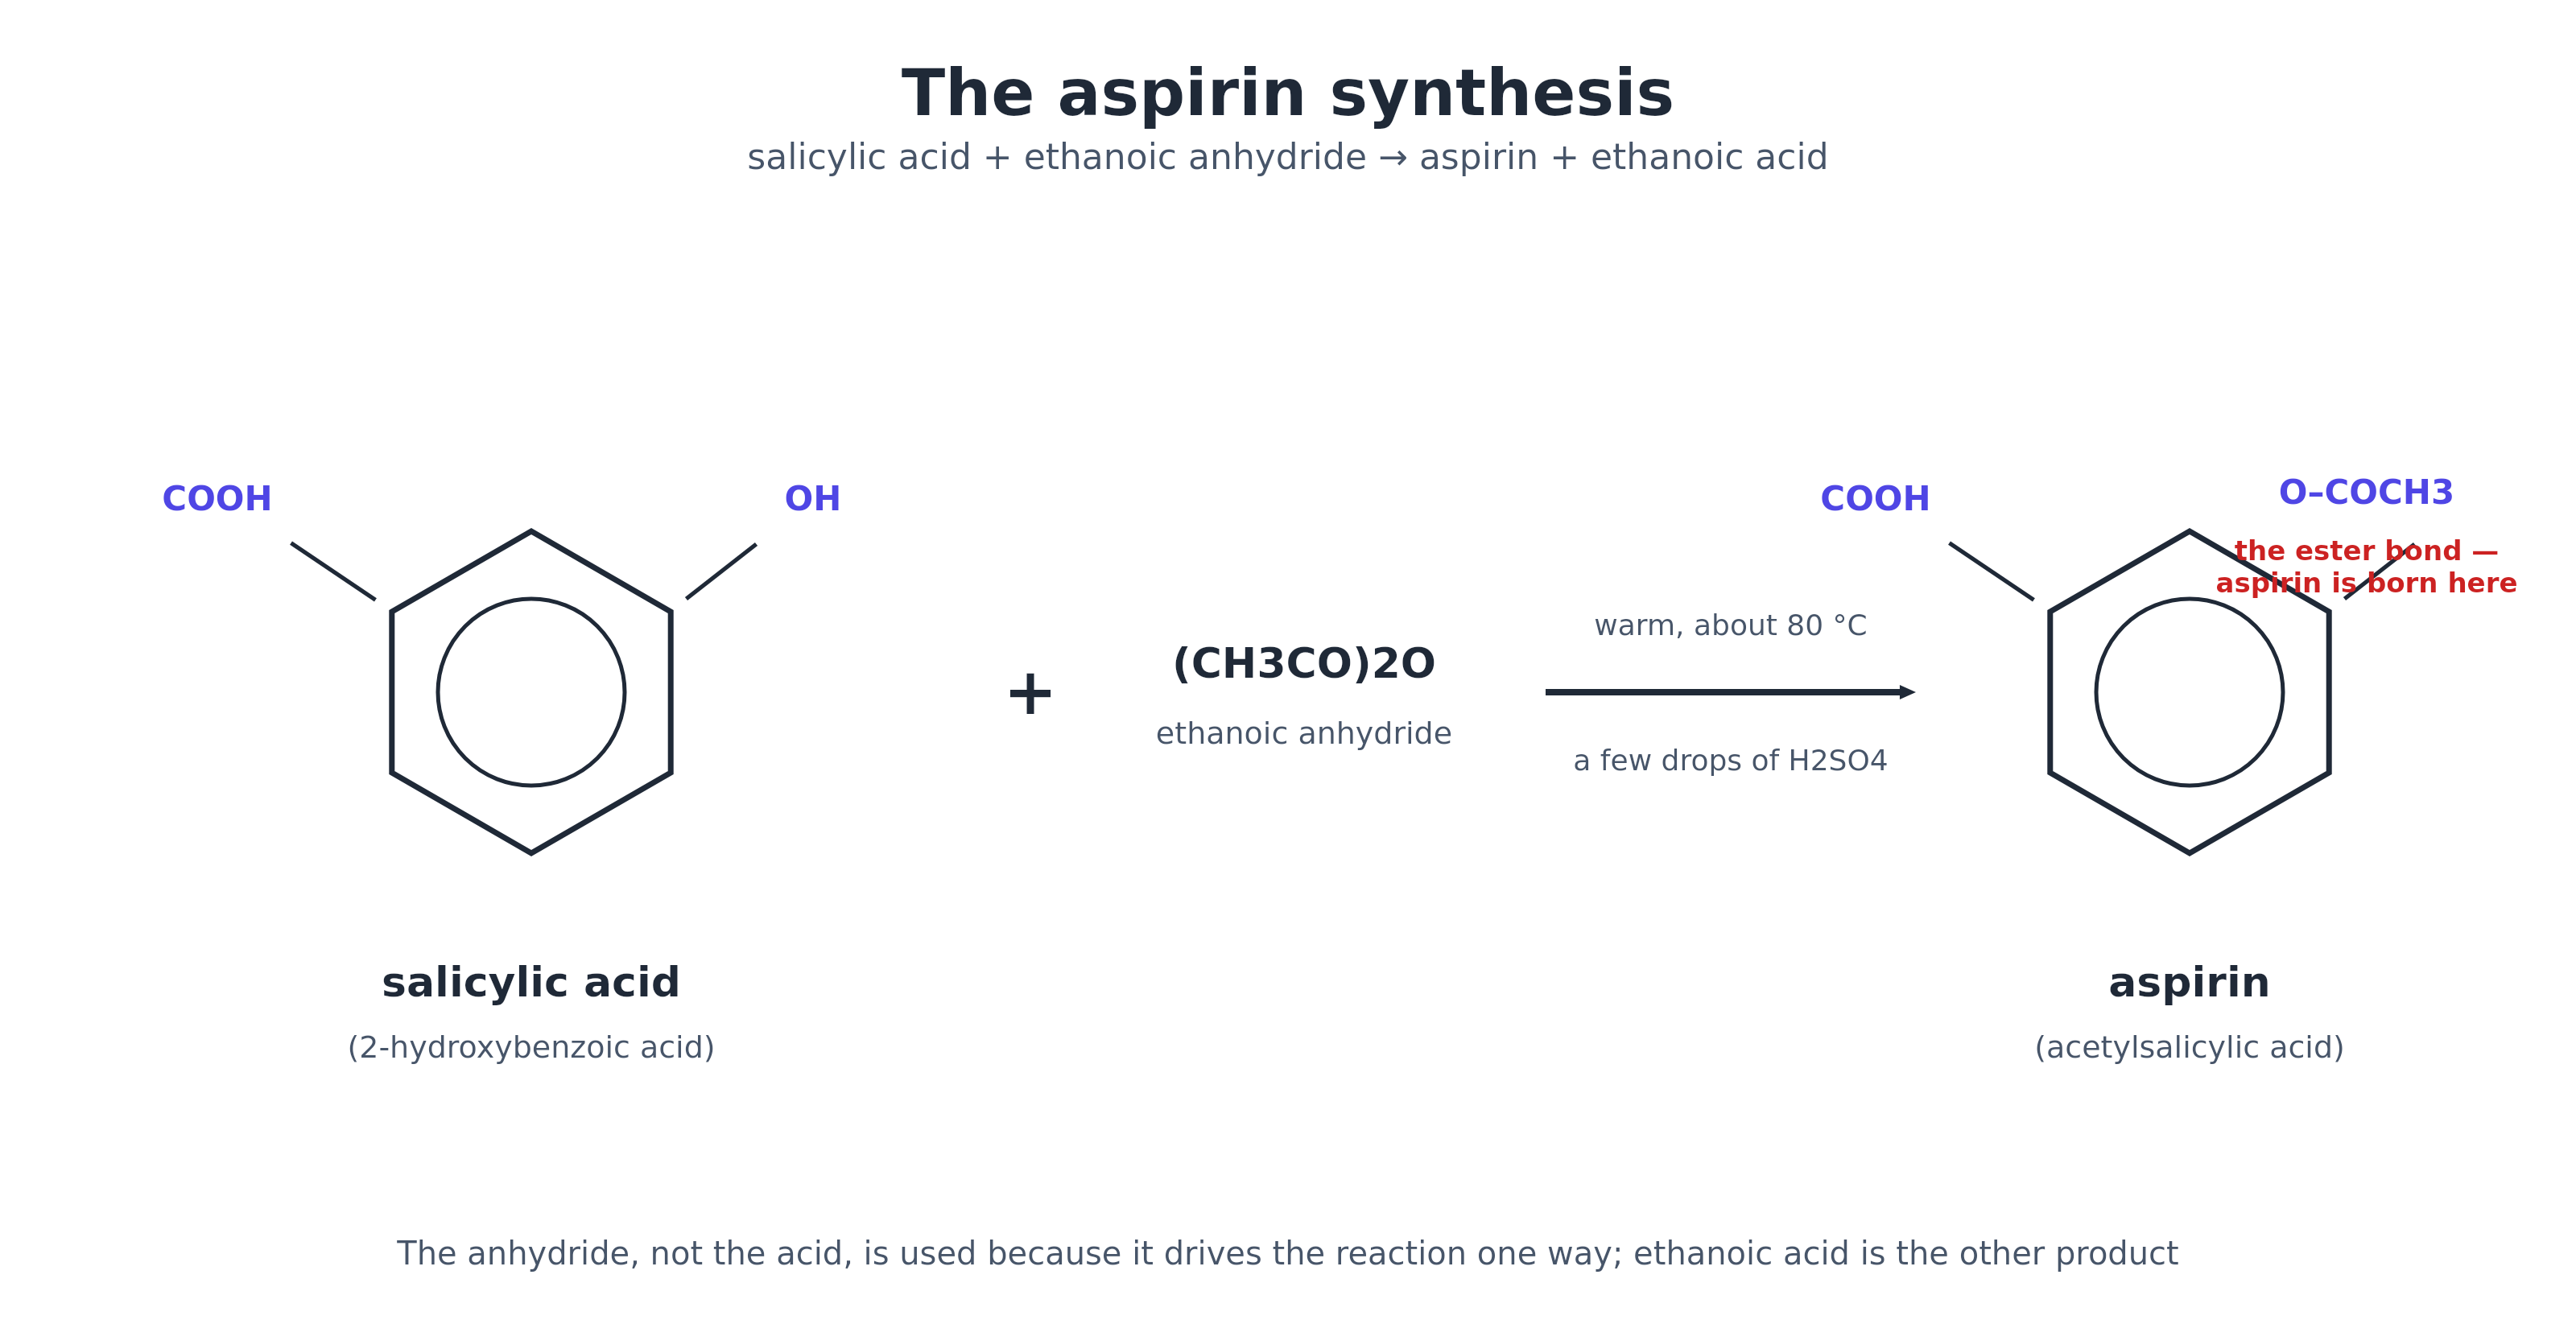 The aspirin synthesis
salicylic acid + ethanoic anhydride → aspirin + ethanoic acid
COOH
OH
+
(CH3CO)2O
ethanoic anhydride
warm, about 80 °C
a few drops of H2SO4
COOH
O–COCH3
the ester bond —
aspirin is born here
salicylic acid
(2-hydroxybenzoic acid)
aspirin
(acetylsalicylic acid)
The anhydride, not the acid, is used because it drives the reaction one way; ethanoic acid is the other product